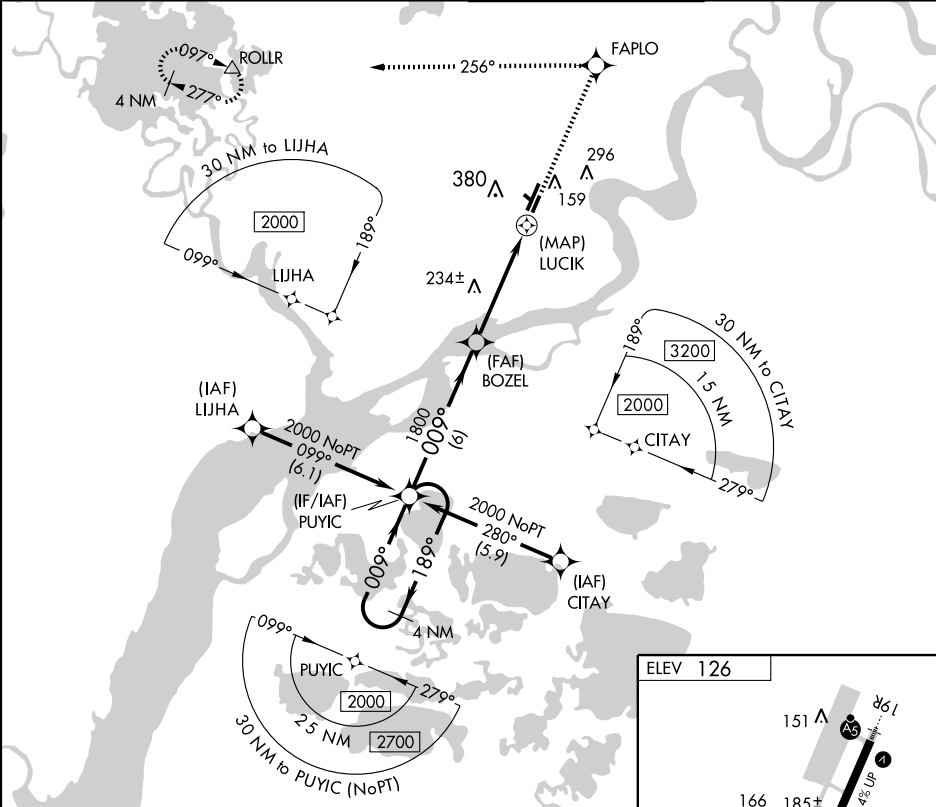 097°
ROLLR
277°
4 NM
256°
FAPLO
30 NM to LIJHA
2000
099°
189°
LIJHA
380
296
159
(MAP)
LUCIK
234±
(FAF)
BOZEL
30 NM to CITAY
189°
3200
15 NM
2000
CITAY
279°
(IAF)
LIJHA
2000 NoPT
099°
(6.1)
1800
009°
(6)
(IF/IAF)
PUYIC
2000 NoPT
280°
(5.9)
(IAF)
CITAY
009°
189°
4 NM
099°
PUYIC
279°
2000
25 NM
2700
30 NM to PUYIC (NoPT)
ELEV 126
19R
151
A5
166
185±
4% UP